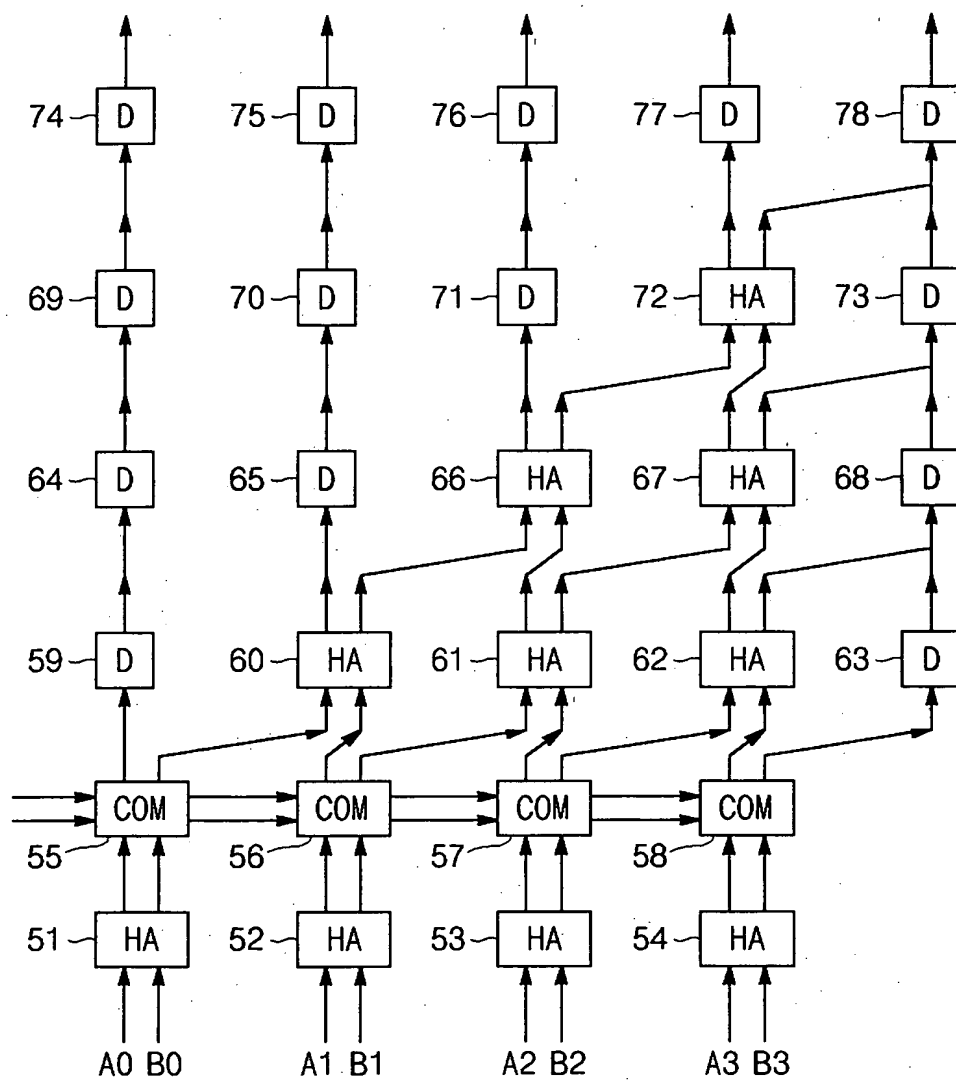 74 D 75 D 76 D 77 D 78 D
69 D 70 D 71 D 72 HA 73 D
64 D 65 D 66 HA 67 HA 68 D
59 D 60 HA 61 HA 62 HA 63 D
COM COM COM COM
55 56 57 58
51 HA 52 HA 53 HA 54 HA
A0 B0 A1 B1 A2 B2 A3 B3